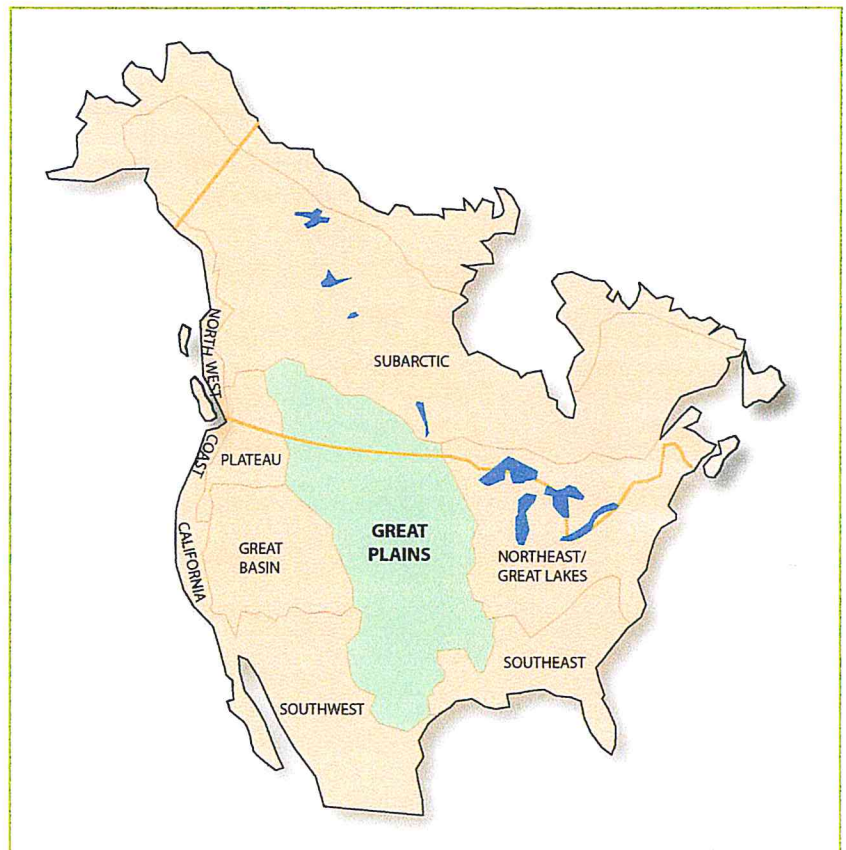 SUBARCTIC
NORTH WEST
COAST
PLATEAU
CALIFORNIA
GREAT
BASIN
GREAT
PLAINS
NORTHEAST/
GREAT LAKES
SOUTHEAST
SOUTHWEST